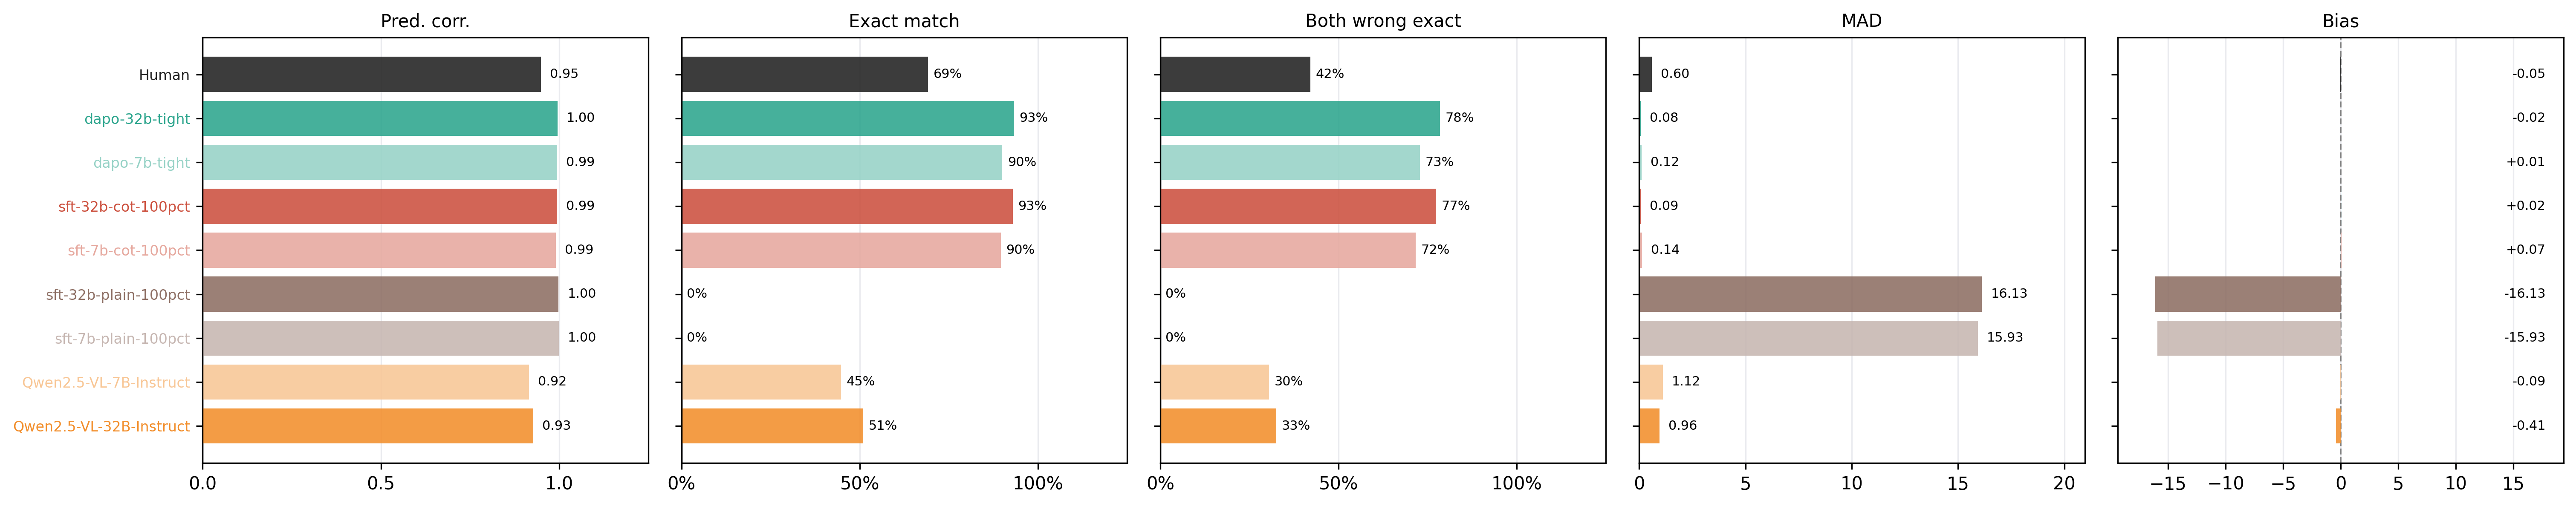 Pred. corr.
Exact match
Both wrong exact
MAD
Bias
Human 0.95 69% 42% 0.60 -0.05
dapo-32b-tight 1.00 93% 78% 0.08 -0.02
dapo-7b-tight 0.99 90% 73% 0.12 +0.01
sft-32b-cot-100pct 0.99 93% 77% 0.09 +0.02
sft-7b-cot-100pct 0.99 90% 72% 0.14 +0.07
sft-32b-plain-100pct 1.00 0% 0% 16.13 -16.13
sft-7b-plain-100pct 1.00 0% 0% 15.93 -15.93
Qwen2.5-VL-7B-Instruct 0.92 45% 30% 1.12 -0.09
Qwen2.5-VL-32B-Instruct 0.93 51% 33% 0.96 -0.41
0.0 0.5 1.0
0% 50% 100%
0% 50% 100%
0 5 10 15 20
−15 −10 −5 0 5 10 15